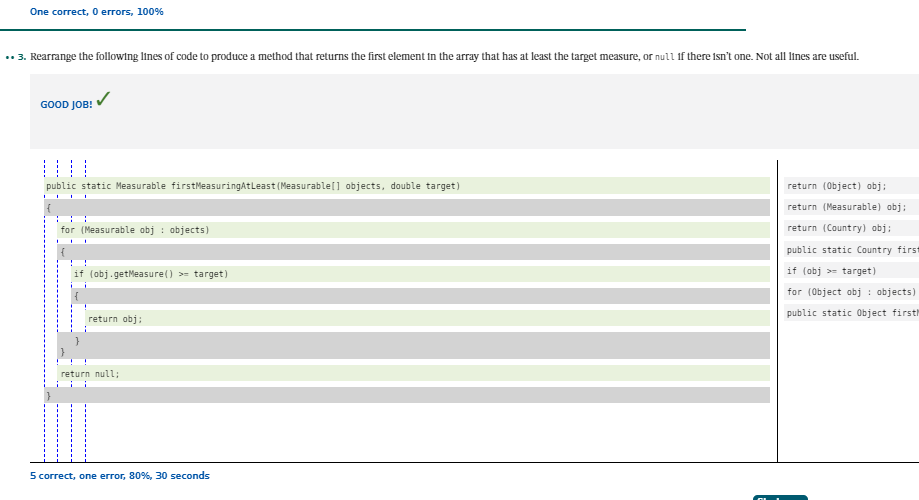 One correct, 0 errors, 100%
•• 3. Rearrange the following lines of code to produce a method that returns the first element in the array that has at least the target measure, or null if there isn't one. Not all lines are useful.
GOOD JOB! ✓
public static Measurable firstMeasuringAtLeast(Measurable[] objects, double target)
{
for (Measurable obj : objects)
{
if (obj.getMeasure() >= target)
{
return obj;
}
}
return null;
}
return (Object) obj;
return (Measurable) obj;
return (Country) obj;
public static Country first
if (obj >= target)
for (Object obj : objects)
public static Object first
5 correct, one error, 80%, 30 seconds